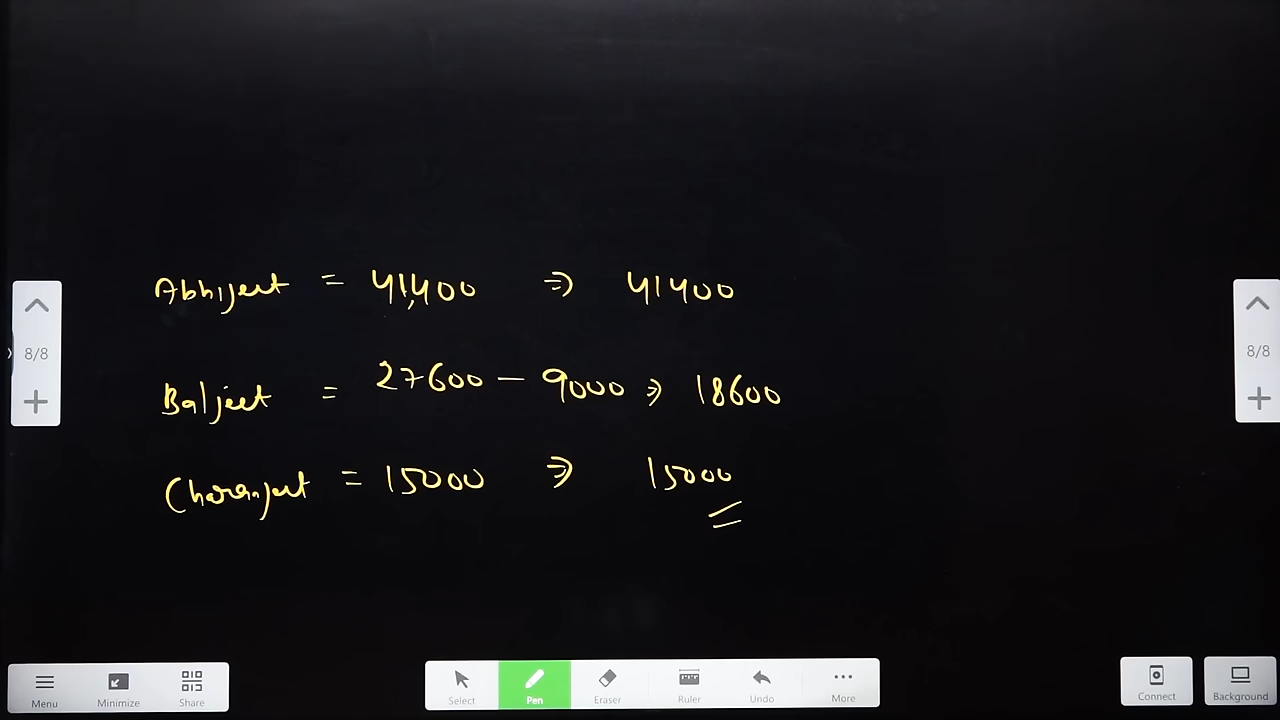 Abhijeet = 41,400 ⇒ 41400
8/8
8/8
Baljeet = 27600 – 9000 ⇒ 18600
Charanjeet = 15000 ⇒ 15000
Menu
Minimize
Share
Select
Pen
Eraser
Ruler
Undo
More
Connect
Background